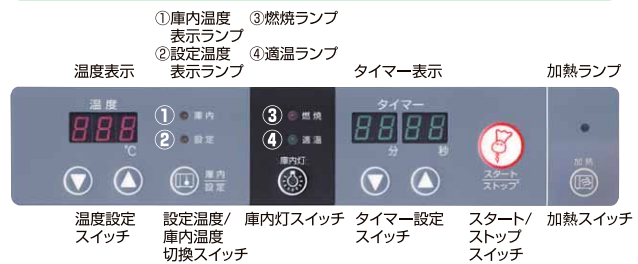 ①庫内温度
表示ランプ
③燃焼ランプ
②設定温度
表示ランプ
④適温ランプ
温度表示
タイマー表示
加熱ランプ
温度
888
℃
① 庫内
② 設定
③ 燃焼
④ 適温
タイマー
88 88
分 秒
庫内灯
庫内
設定
スタート
ストップ
加熱
温度設定
スイッチ
設定温度/
庫内温度
切換スイッチ
庫内灯スイッチ
タイマー設定
スイッチ
スタート/
ストップ
スイッチ
加熱スイッチ